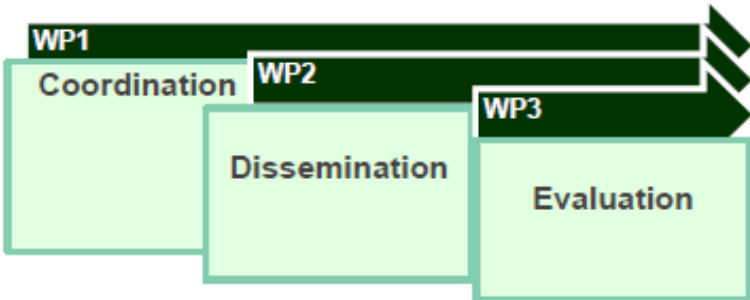 WP1
Coordination
WP2
Dissemination
WP3
Evaluation